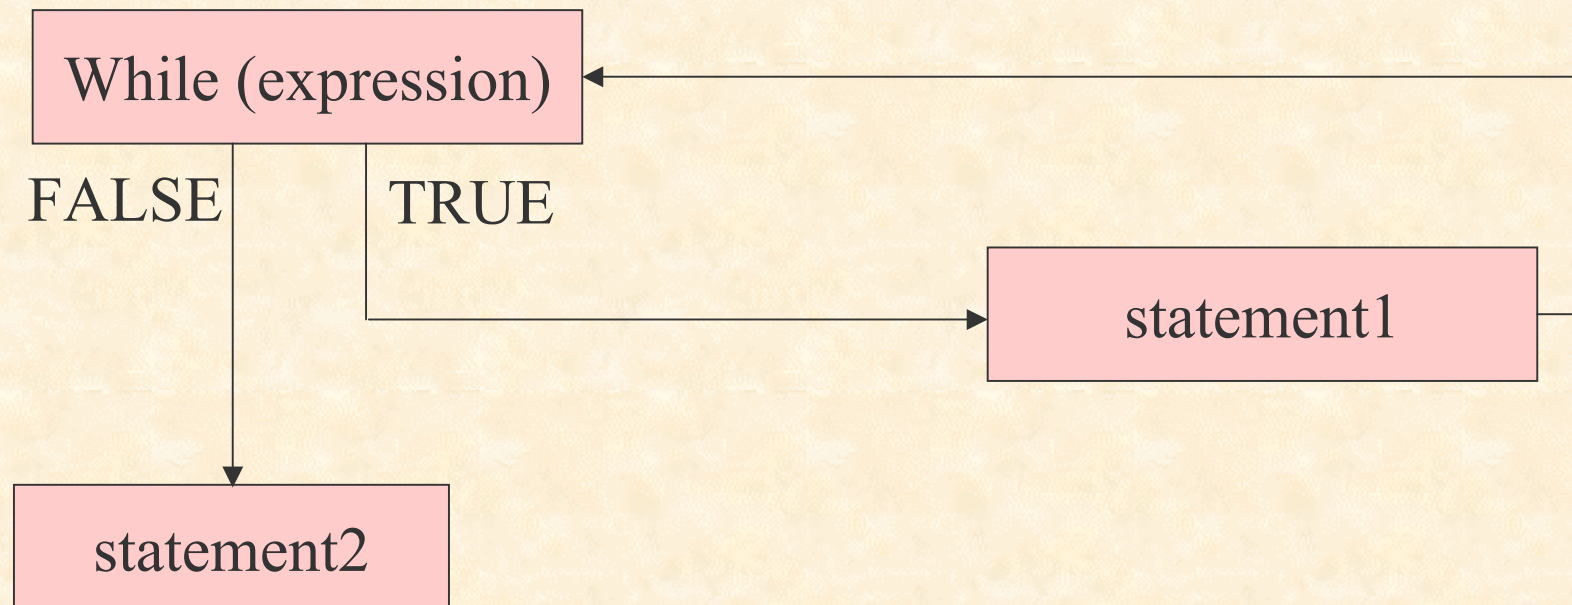 While (expression)
FALSE
TRUE
statement1
statement2